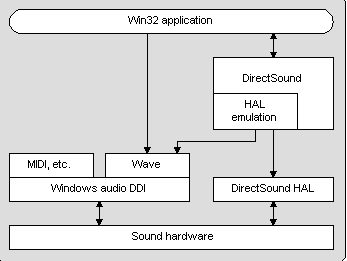 Win32 application
DirectSound
HAL
emulation
MIDI, etc.
Wave
Windows audio DDI
DirectSound HAL
Sound hardware